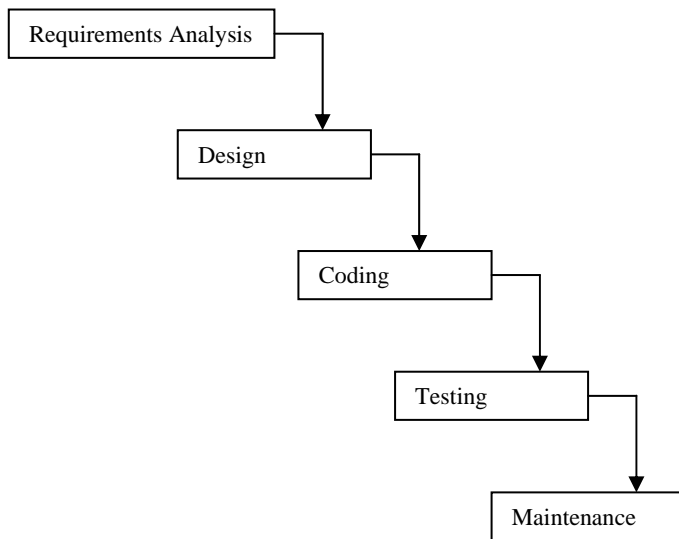 Requirements Analysis
Design
Coding
Testing
Maintenance